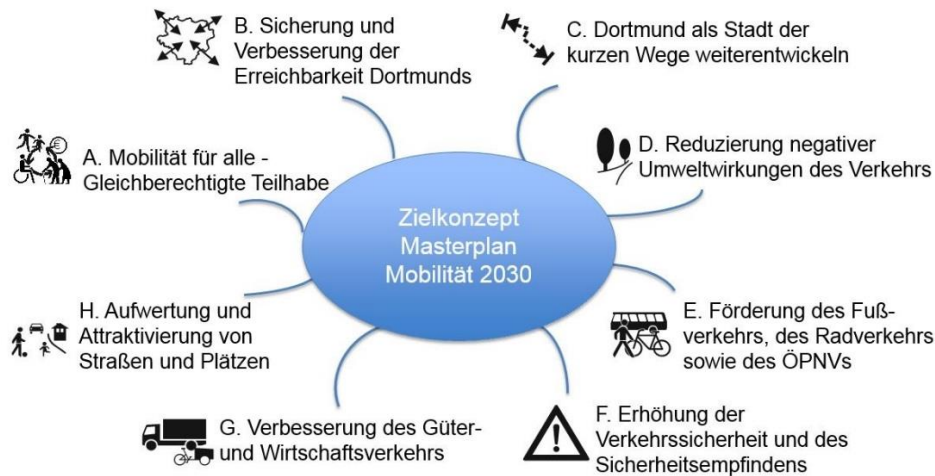 B. Sicherung und
Verbesserung der
Erreichbarkeit Dortmunds
C. Dortmund als Stadt der
kurzen Wege weiterentwickeln
A. Mobilität für alle -
Gleichberechtigte Teilhabe
D. Reduzierung negativer
Umweltwirkungen des Verkehrs
Zielkonzept
Masterplan
Mobilität 2030
H. Aufwertung und
Attraktivierung von
Straßen und Plätzen
E. Förderung des Fuß-
verkehrs, des Radverkehrs
sowie des ÖPNVs
G. Verbesserung des Güter-
und Wirtschaftsverkehrs
F. Erhöhung der
Verkehrssicherheit und des
Sicherheitsempfindens